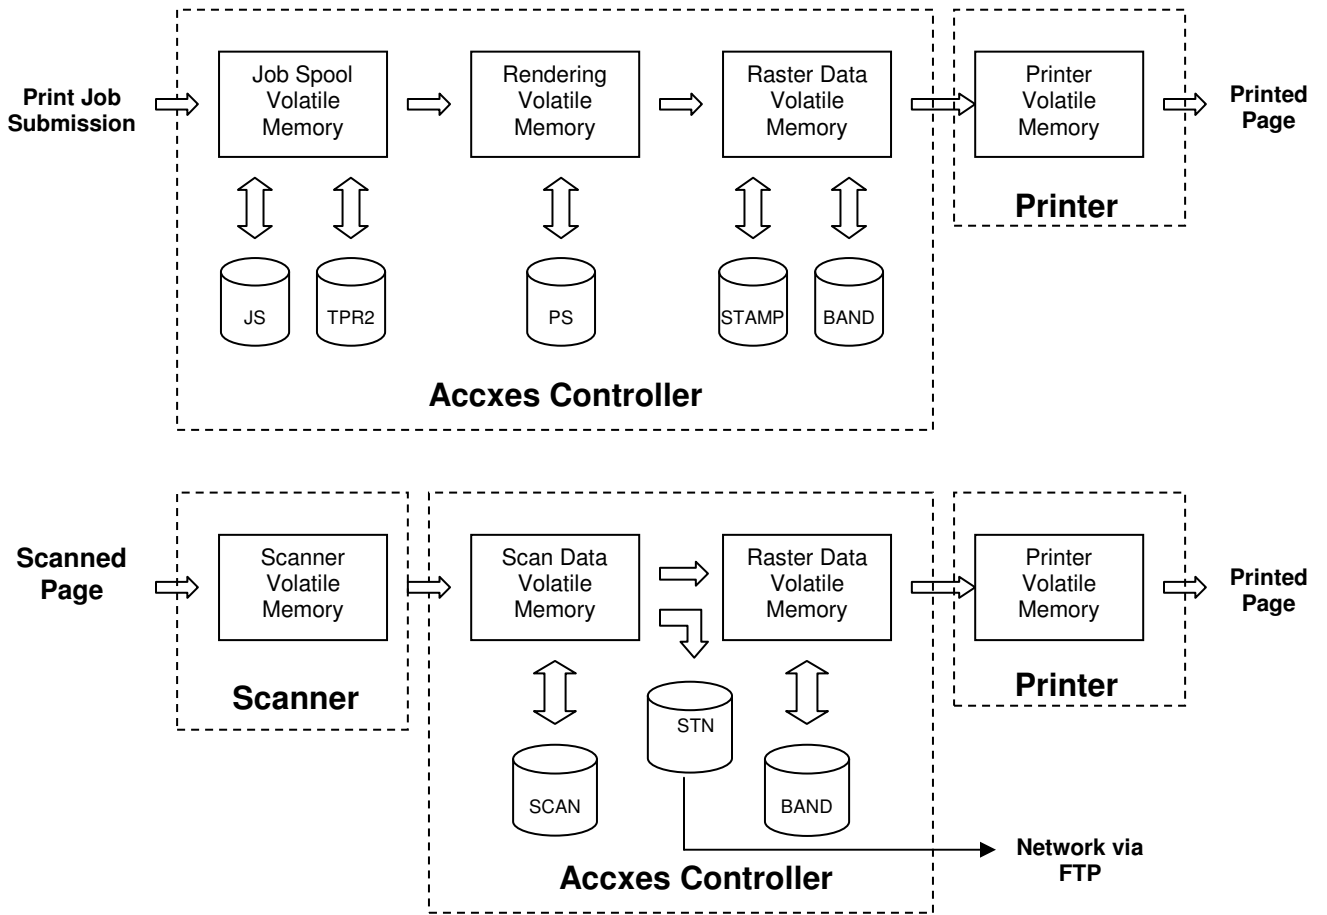 Print Job
Submission
Job Spool
Volatile
Memory
Rendering
Volatile
Memory
Raster Data
Volatile
Memory
Printer
Volatile
Memory
Printed
Page
JS
TPR2
PS
STAMP
BAND
Printer
Accxes Controller
Scanned
Page
Scanner
Volatile
Memory
Scan Data
Volatile
Memory
Raster Data
Volatile
Memory
Printer
Volatile
Memory
Printed
Page
Scanner
SCAN
STN
BAND
Printer
Network via
FTP
Accxes Controller